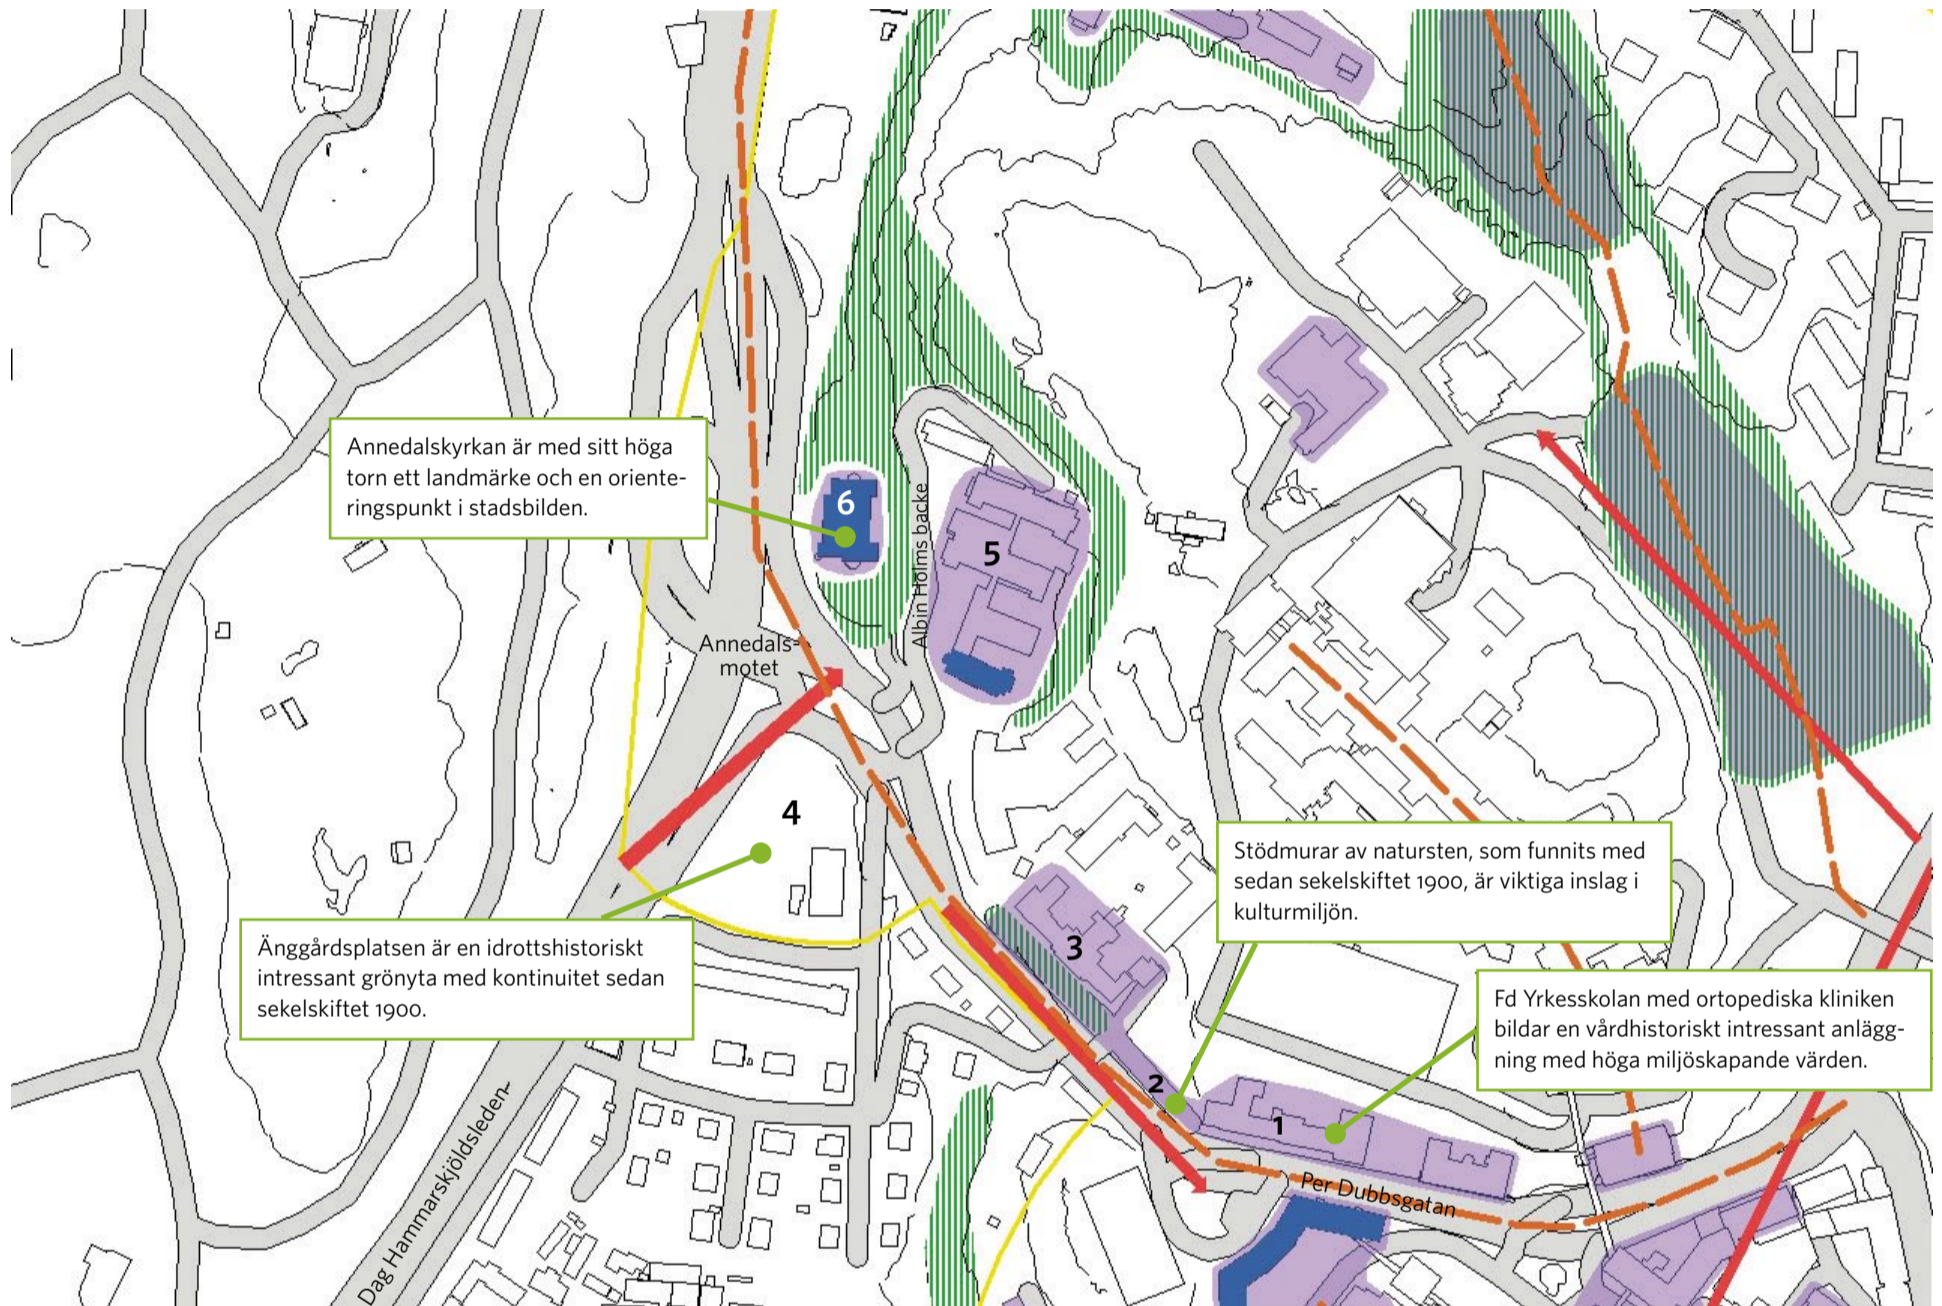 Annedalskyrkan är med sitt höga
torn ett landmärke och en oriente-
ringspunkt i stadsbilden.
6
5
Albin Holms backe
Annedals-
motet
4
Änggårdsplatsen är en idrottshistoriskt
intressant grönyta med kontinuitet sedan
sekelskiftet 1900.
Stödmurar av natursten, som funnits med
sedan sekelskiftet 1900, är viktiga inslag i
kulturmiljön.
3
Fd Yrkesskolan med ortopediska kliniken
bildar en vårdhistoriskt intressant anlägg-
ning med höga miljöskapande värden.
2
1
Per Dubbsgatan
Dag Hammarskjöldsleden-